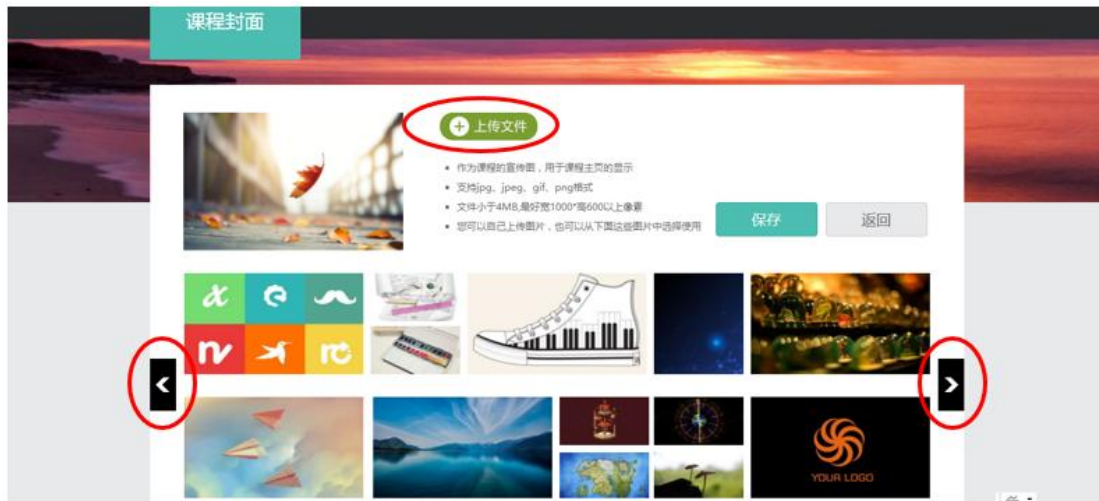 课程封面
上传文件
作为课程的宣传图，用于课程主页的显示
支持jpg、jpeg、gif、png格式
文件小于4MB,最好宽1000*高600以上像素
您可以自己上传图片，也可以从下面这些图片中选择使用
保存
返回
YOUR LOGO